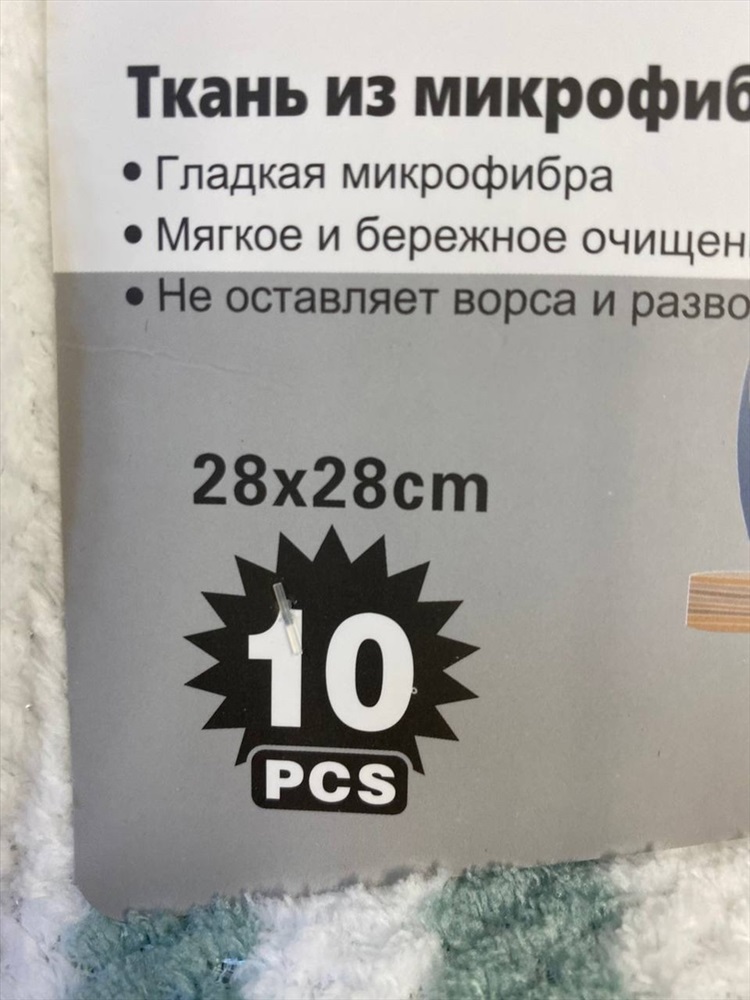 Ткань из микрофиб
• Гладкая микрофибра
• Мягкое и бережное очищен
• Не оставляет ворса и разво
28x28cm
10
PCS